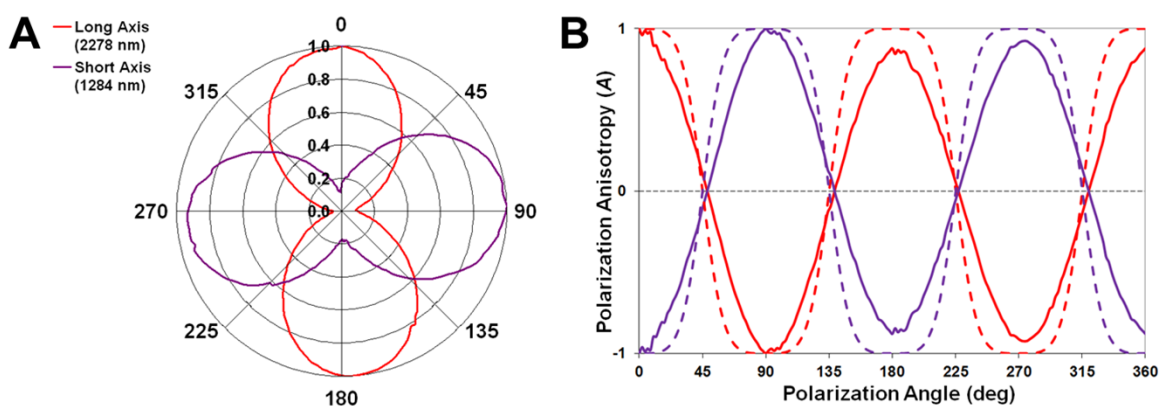 A
Long Axis
(2278 nm)
Short Axis
(1284 nm)
0
45
90
135
180
225
270
315
1.0
0.8
0.6
0.4
0.2
0.0
B
Polarization Anisotropy (A)
1
0
-1
0 45 90 135 180 225 270 315 360
Polarization Angle (deg)